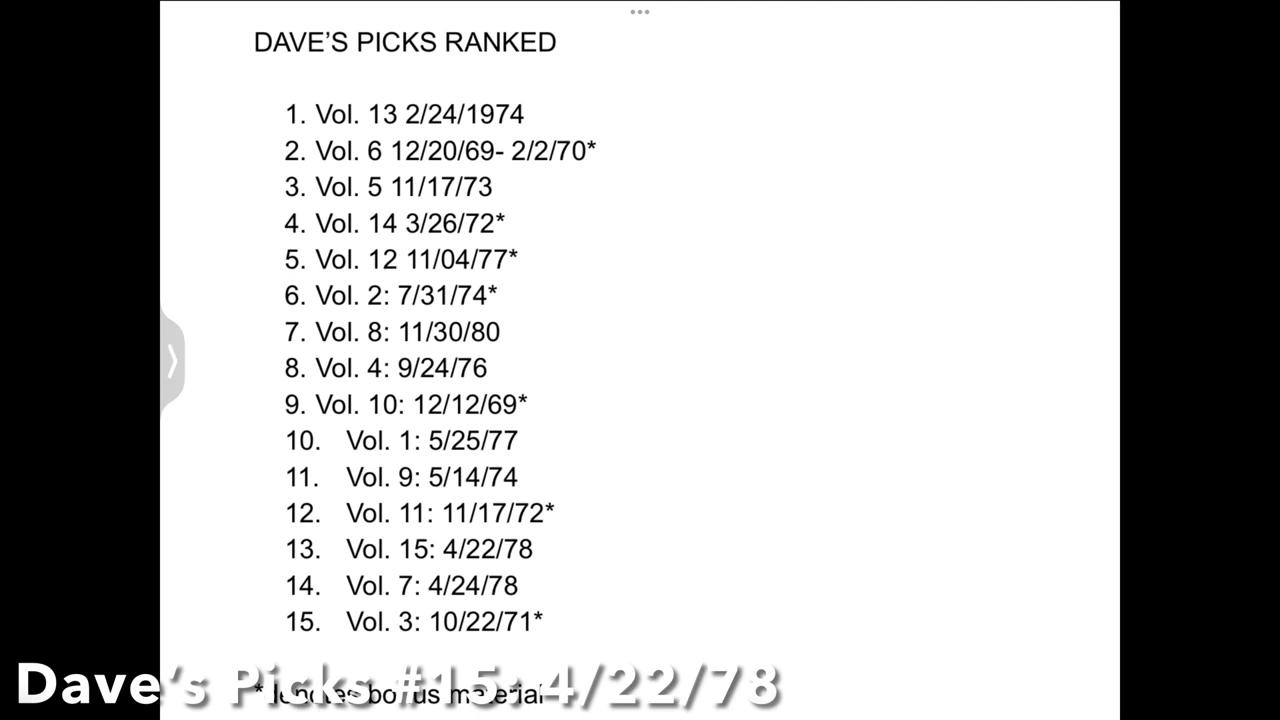 DAVE’S PICKS RANKED
1. Vol. 13 2/24/1974
2. Vol. 6 12/20/69- 2/2/70*
3. Vol. 5 11/17/73
4. Vol. 14 3/26/72*
5. Vol. 12 11/04/77*
6. Vol. 2: 7/31/74*
7. Vol. 8: 11/30/80
8. Vol. 4: 9/24/76
9. Vol. 10: 12/12/69*
10. Vol. 1: 5/25/77
11. Vol. 9: 5/14/74
12. Vol. 11: 11/17/72*
13. Vol. 15: 4/22/78
14. Vol. 7: 4/24/78
15. Vol. 3: 10/22/71*
*denotes bonus material
Dave’s Picks #15: 4/22/78